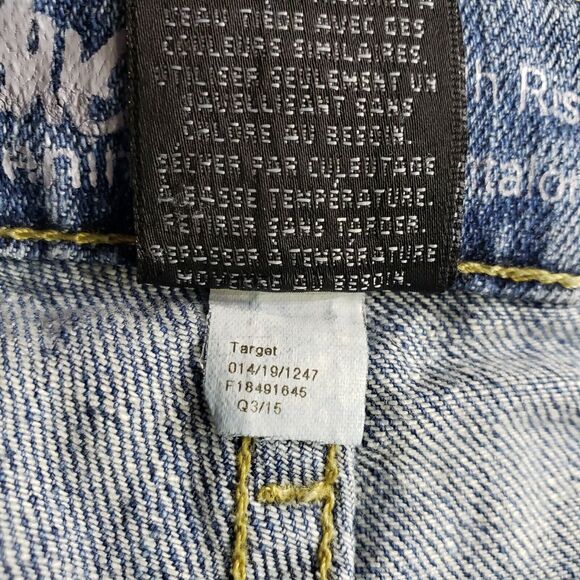 L'EAU TIÈDE AVEC DES
COULEURS SIMILAIRES.
UTILISER SEULEMENT UN
JAVELLISANT SANS
CHLORE AU BESOIN.
SÉCHER PAR CULBUTAGE
À BASSE TEMPÉRATURE.
RETIRER SANS TARDER.
REPASSER À TEMPÉRATURE
MOYENNE AU BESOIN.
h Ris
Target
014/19/1247
F18491645
Q3/15